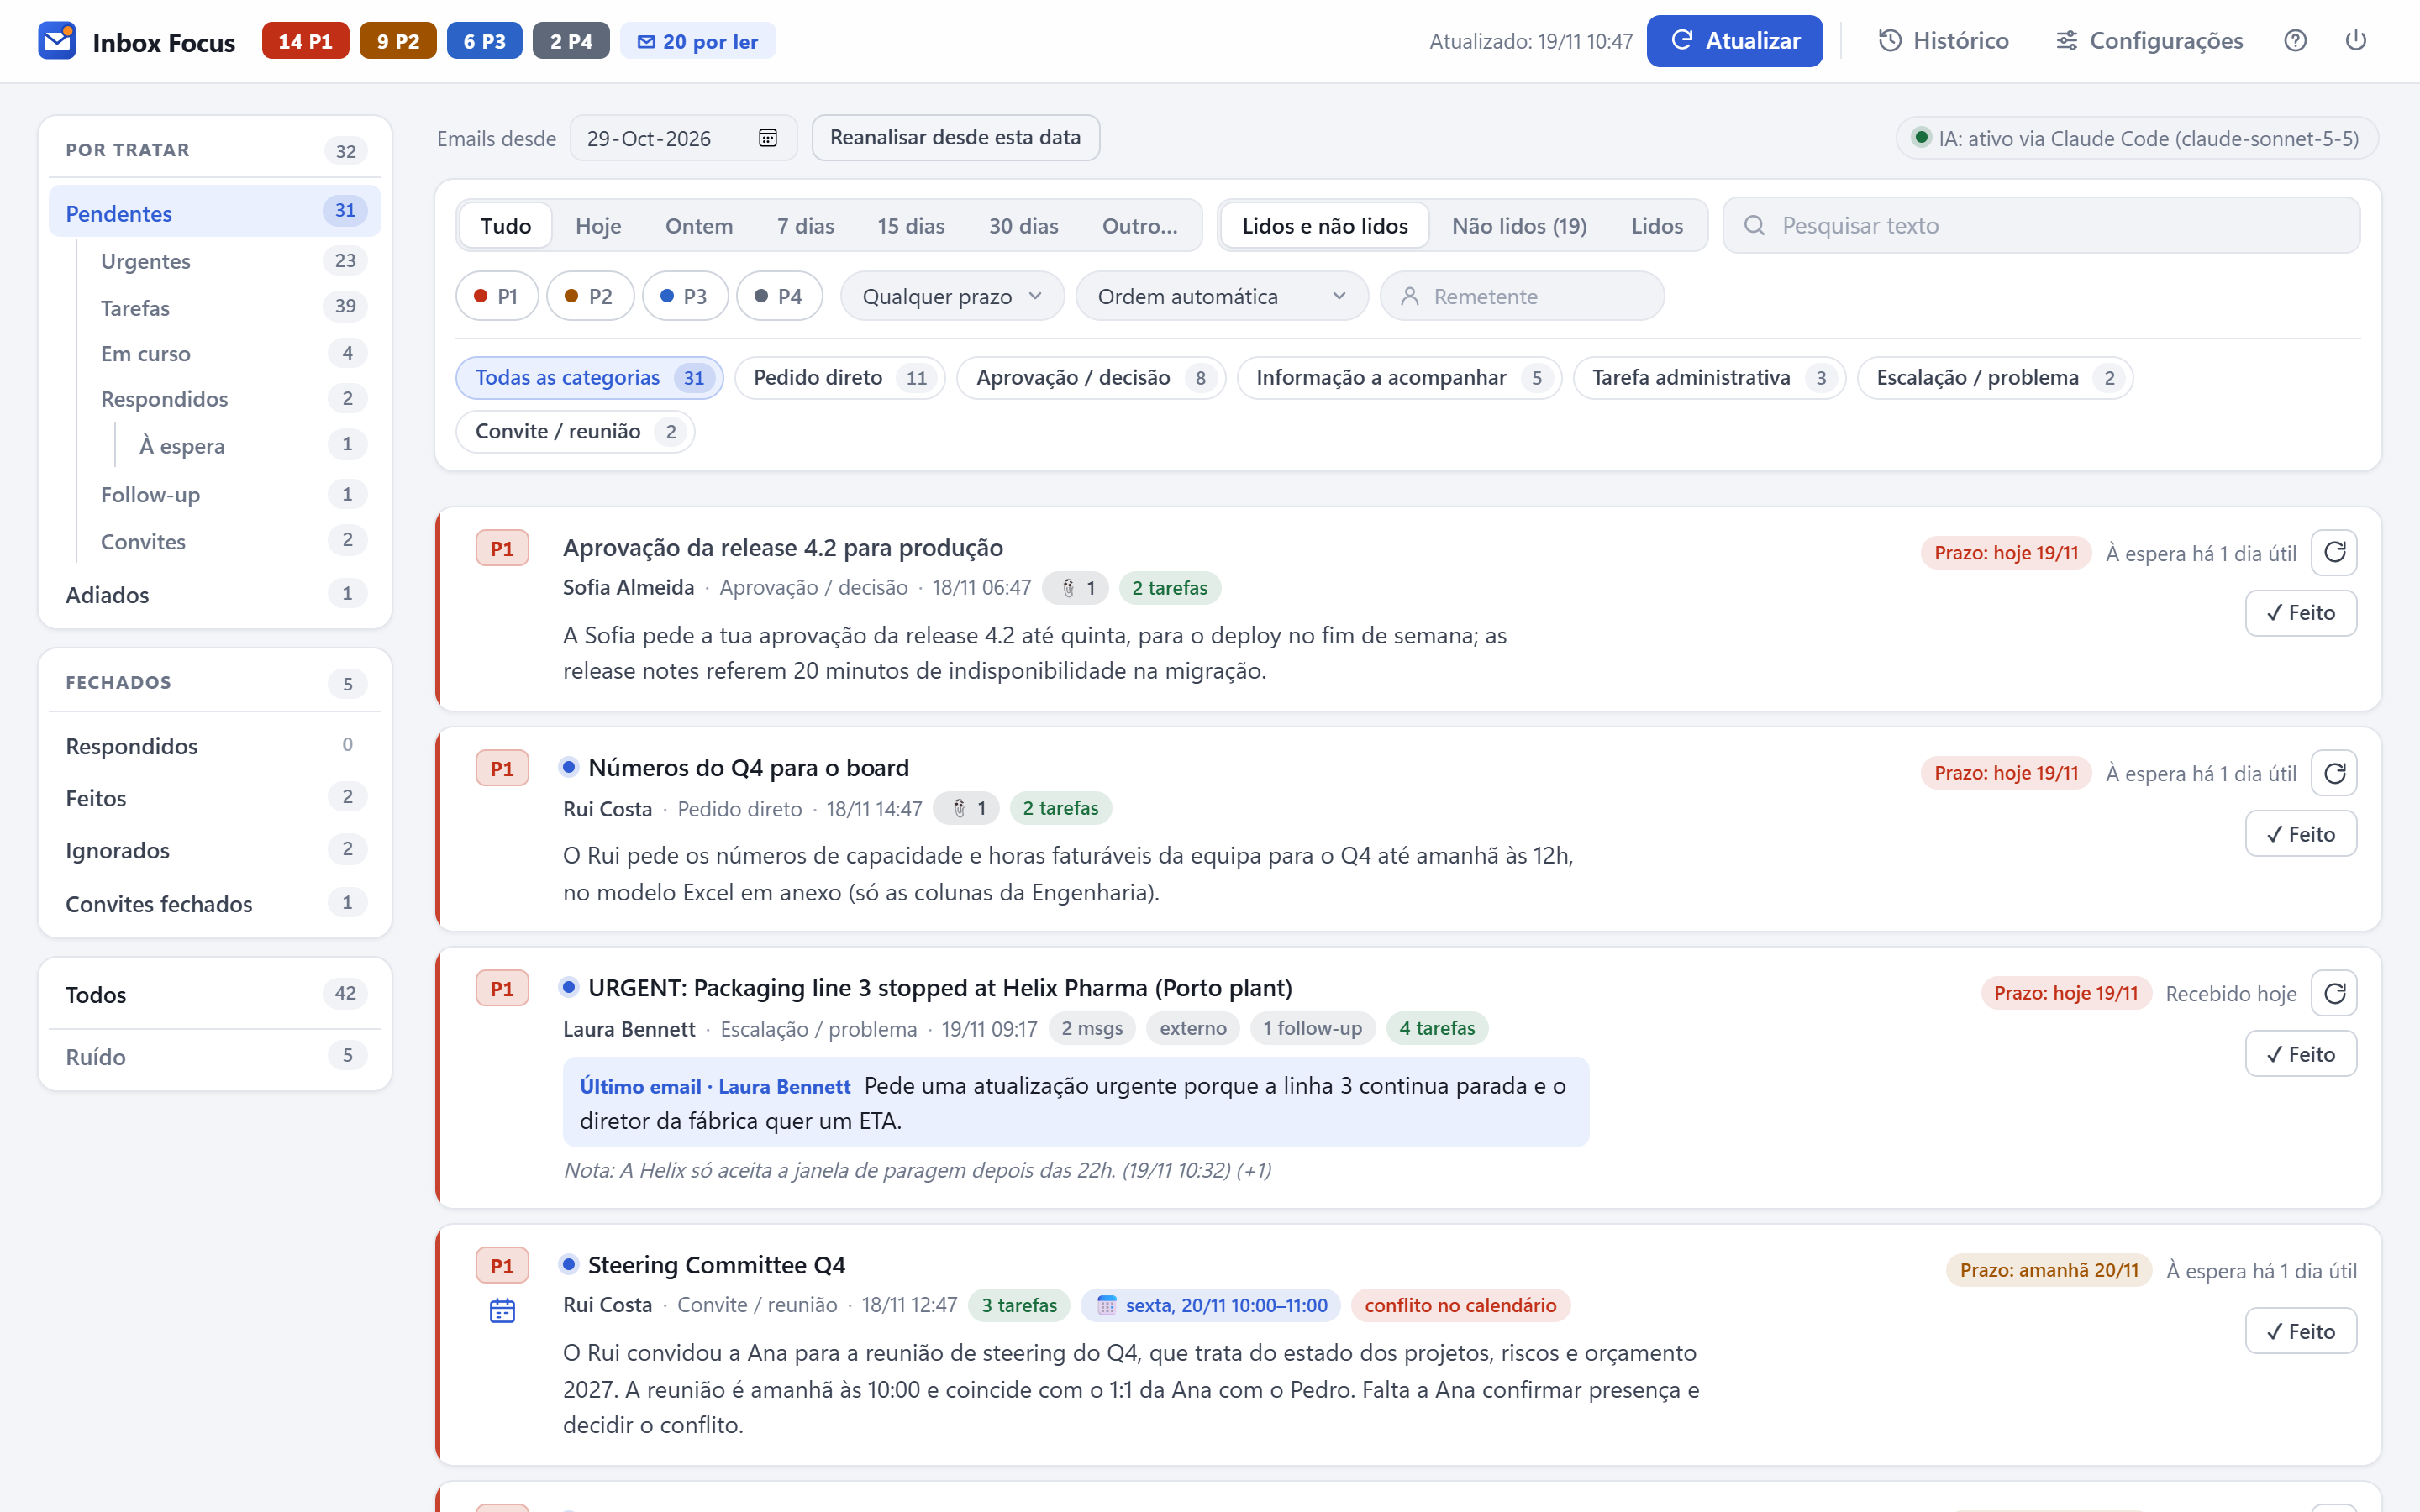 Inbox Focus 14 P1 9 P2 6 P3 2 P4 20 por ler Atualizado: 19/11 10:47 Atualizar Histórico Configurações
POR TRATAR 32
Pendentes 31
Urgentes 23
Tarefas 39
Em curso 4
Respondidos 2
À espera 1
Follow-up 1
Convites 2
Adiados 1
FECHADOS 5
Respondidos 0
Feitos 2
Ignorados 2
Convites fechados 1
Todos 42
Ruído 5
Emails desde 29-Oct-2026 Reanalisar desde esta data IA: ativo via Claude Code (claude-sonnet-5-5)
Tudo Hoje Ontem 7 dias 15 dias 30 dias Outro... Lidos e não lidos Não lidos (19) Lidos Pesquisar texto
P1 P2 P3 P4 Qualquer prazo Ordem automática Remetente
Todas as categorias 31 Pedido direto 11 Aprovação / decisão 8 Informação a acompanhar 5 Tarefa administrativa 3 Escalação / problema 2
Convite / reunião 2
P1 Aprovação da release 4.2 para produção Prazo: hoje 19/11 À espera há 1 dia útil
Sofia Almeida · Aprovação / decisão · 18/11 06:47 1 2 tarefas
✓ Feito
A Sofia pede a tua aprovação da release 4.2 até quinta, para o deploy no fim de semana; as
release notes referem 20 minutos de indisponibilidade na migração.
P1 Números do Q4 para o board Prazo: hoje 19/11 À espera há 1 dia útil
Rui Costa · Pedido direto · 18/11 14:47 1 2 tarefas
✓ Feito
O Rui pede os números de capacidade e horas faturáveis da equipa para o Q4 até amanhã às 12h,
no modelo Excel em anexo (só as colunas da Engenharia).
P1 URGENT: Packaging line 3 stopped at Helix Pharma (Porto plant) Prazo: hoje 19/11 Recebido hoje
Laura Bennett · Escalação / problema · 19/11 09:17 2 msgs externo 1 follow-up 4 tarefas
✓ Feito
Último email · Laura Bennett Pede uma atualização urgente porque a linha 3 continua parada e o
diretor da fábrica quer um ETA.
Nota: A Helix só aceita a janela de paragem depois das 22h. (19/11 10:32) (+1)
P1 Steering Committee Q4 Prazo: amanhã 20/11 À espera há 1 dia útil
Rui Costa · Convite / reunião · 18/11 12:47 3 tarefas sexta, 20/11 10:00–11:00 conflito no calendário
✓ Feito
O Rui convidou a Ana para a reunião de steering do Q4, que trata do estado dos projetos, riscos e orçamento
2027. A reunião é amanhã às 10:00 e coincide com o 1:1 da Ana com o Pedro. Falta a Ana confirmar presença e
decidir o conflito.